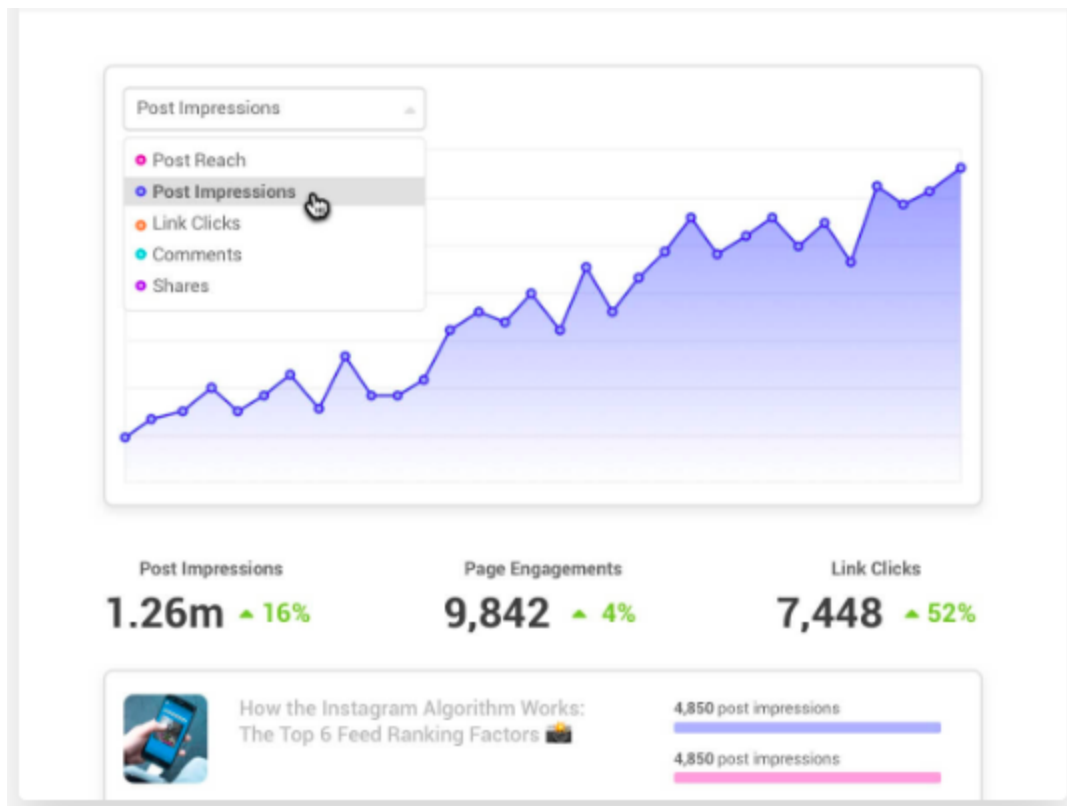 Post Impressions
Post Reach
Post Impressions
Link Clicks
Comments
Shares
Post Impressions
1.26m 16%
Page Engagements
9,842 4%
Link Clicks
7,448 52%
How the Instagram Algorithm Works:
The Top 6 Feed Ranking Factors 📸
4,850 post impressions
4,850 post impressions